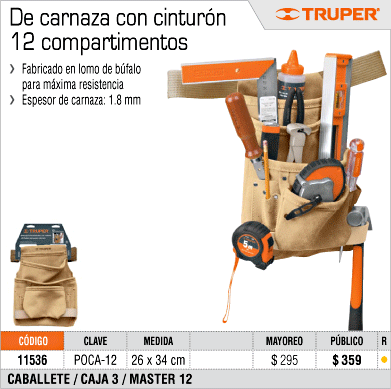 De carnaza con cinturón
12 compartimentos
TRUPER®
› Fabricado en lomo de búfalo
para máxima resistencia
› Espesor de carnaza: 1.8 mm
5m
TRUPER
CÓDIGO CLAVE MEDIDA MAYOREO PÚBLICO R
11536 POCA-12 26 x 34 cm $ 295 $ 359
CABALLETE / CAJA 3 / MASTER 12